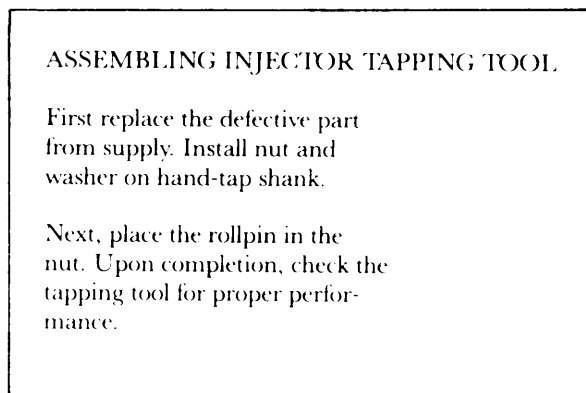 ASSEMBLING INJECTOR TAPPING TOOL
First replace the defective part
from supply. Install nut and
washer on hand-tap shank.
Next, place the rollpin in the
nut. Upon completion, check the
tapping tool for proper perfor-
mance.